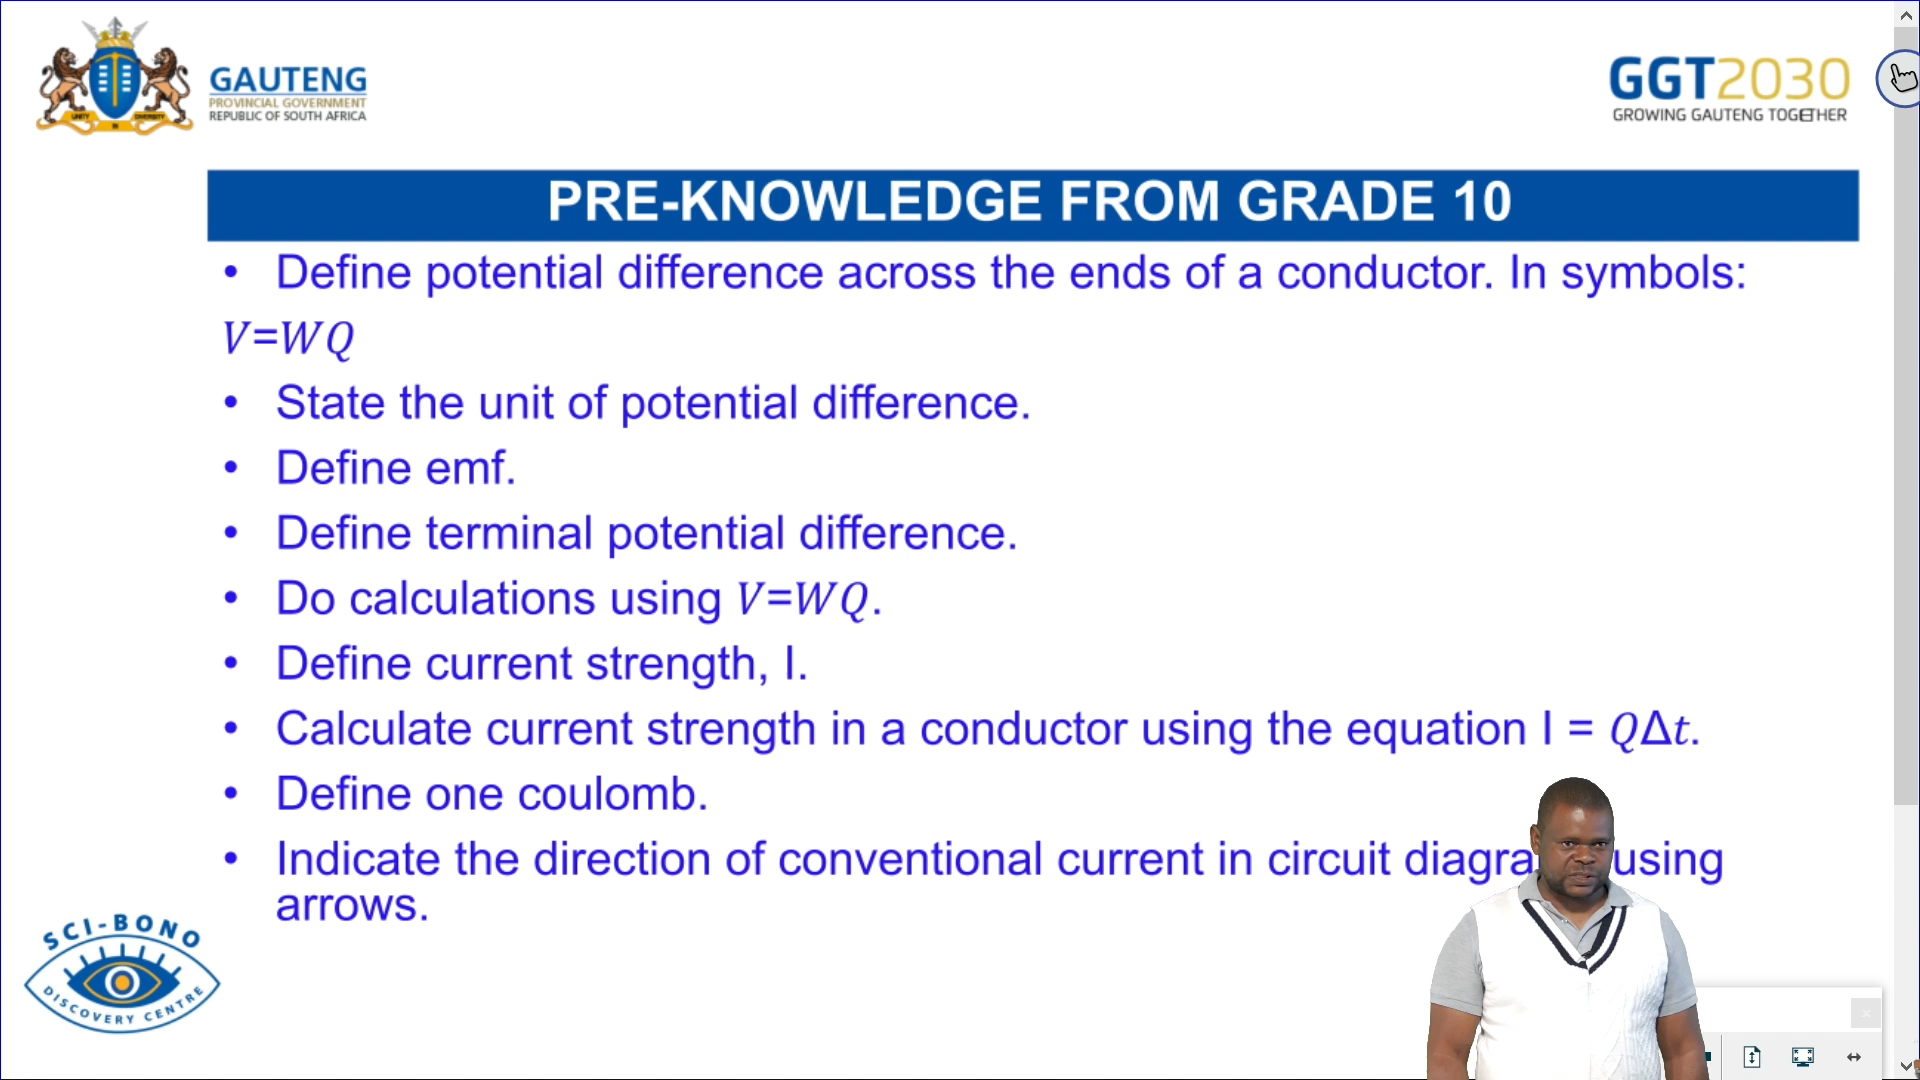 GAUTENG
PROVINCIAL GOVERNMENT
REPUBLIC OF SOUTH AFRICA
UNITY IN DIVERSITY
GGT2030
GROWING GAUTENG TOGETHER
PRE-KNOWLEDGE FROM GRADE 10
• Define potential difference across the ends of a conductor. In symbols:
V=WQ
• State the unit of potential difference.
• Define emf.
• Define terminal potential difference.
• Do calculations using V=WQ.
• Define current strength, I.
• Calculate current strength in a conductor using the equation I = QΔt.
• Define one coulomb.
• Indicate the direction of conventional current in circuit using
arrows.
SCI-BONO
DISCOVERY CENTRE